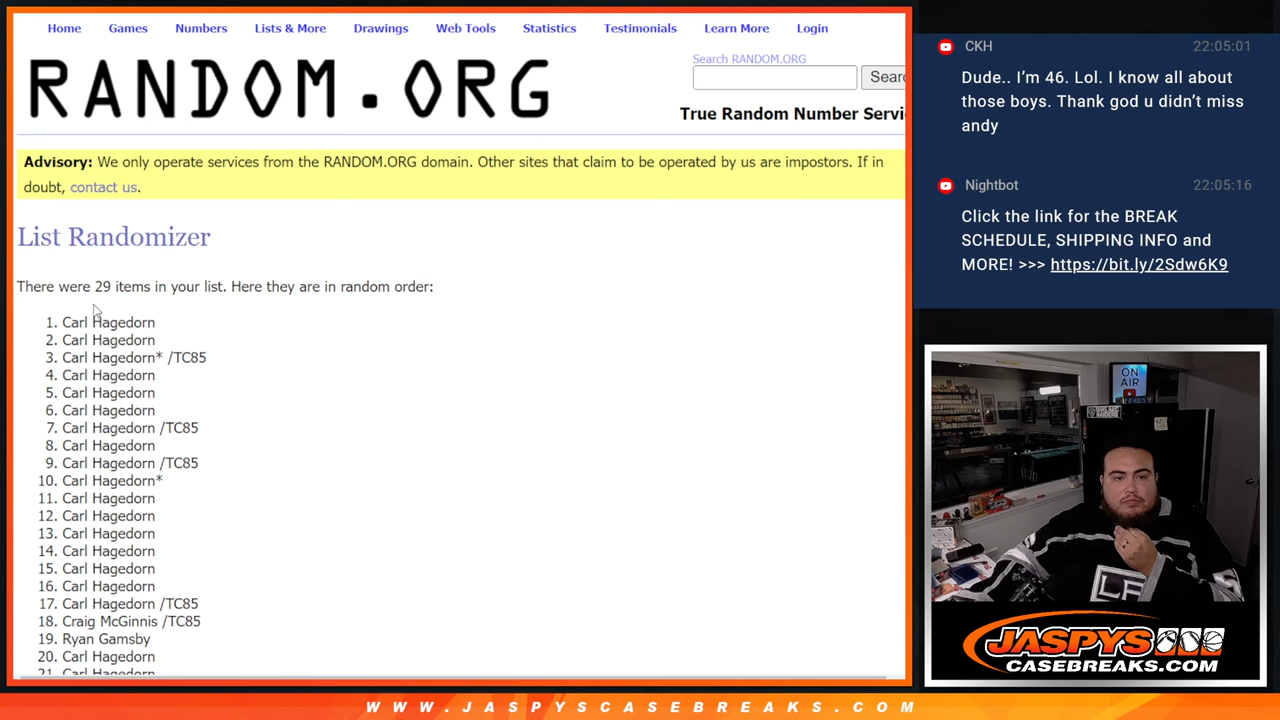 Home Games Numbers Lists & More Drawings Web Tools Statistics Testimonials Learn More Login
RANDOM.ORG
Search RANDOM.ORG
Searc
True Random Number Servi
Advisory: We only operate services from the RANDOM.ORG domain. Other sites that claim to be operated by us are impostors. If in
doubt, contact us.
List Randomizer
There were 29 items in your list. Here they are in random order:
1. Carl Hagedorn
2. Carl Hagedorn
3. Carl Hagedorn* /TC85
4. Carl Hagedorn
5. Carl Hagedorn
6. Carl Hagedorn
7. Carl Hagedorn /TC85
8. Carl Hagedorn
9. Carl Hagedorn /TC85
10. Carl Hagedorn*
11. Carl Hagedorn
12. Carl Hagedorn
13. Carl Hagedorn
14. Carl Hagedorn
15. Carl Hagedorn
16. Carl Hagedorn
17. Carl Hagedorn /TC85
18. Craig McGinnis /TC85
19. Ryan Gamsby
20. Carl Hagedorn
21. Carl Hagedorn
CKH 22:05:01
Dude.. I’m 46. Lol. I know all about
those boys. Thank god u didn’t miss
andy
Nightbot 22:05:16
Click the link for the BREAK
SCHEDULE, SHIPPING INFO and
MORE! >>> https://bit.ly/2Sdw6K9
ON
AIR
LA
JASPYS
CASEBREAKS.COM
WWW.JASPYSCASEBREAKS.COM